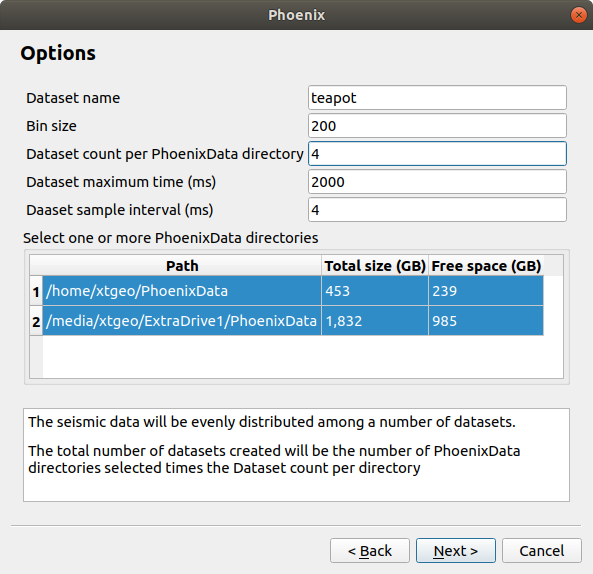 Phoenix
Options
Dataset name teapot
Bin size 200
Dataset count per PhoenixData directory 4
Dataset maximum time (ms) 2000
Daaset sample interval (ms) 4
Select one or more PhoenixData directories
Path Total size (GB) Free space (GB)
1 /home/xtgeo/PhoenixData 453 239
2 /media/xtgeo/ExtraDrive1/PhoenixData 1,832 985
The seismic data will be evenly distributed among a number of datasets.
The total number of datasets created will be the number of PhoenixData
directories selected times the Dataset count per directory
< Back Next > Cancel